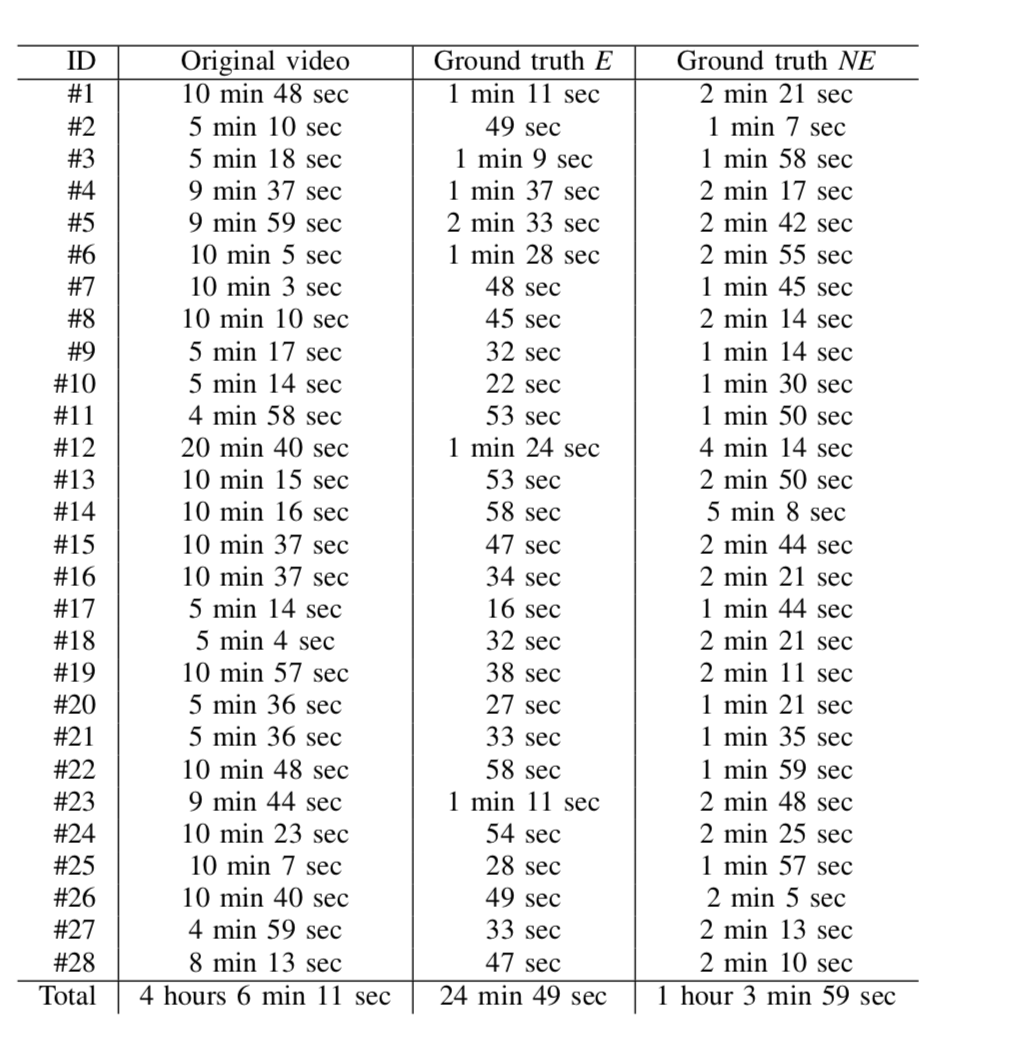 ID Original video Ground truth E Ground truth NE
#1 10 min 48 sec 1 min 11 sec 2 min 21 sec
#2 5 min 10 sec 49 sec 1 min 7 sec
#3 5 min 18 sec 1 min 9 sec 1 min 58 sec
#4 9 min 37 sec 1 min 37 sec 2 min 17 sec
#5 9 min 59 sec 2 min 33 sec 2 min 42 sec
#6 10 min 5 sec 1 min 28 sec 2 min 55 sec
#7 10 min 3 sec 48 sec 1 min 45 sec
#8 10 min 10 sec 45 sec 2 min 14 sec
#9 5 min 17 sec 32 sec 1 min 14 sec
#10 5 min 14 sec 22 sec 1 min 30 sec
#11 4 min 58 sec 53 sec 1 min 50 sec
#12 20 min 40 sec 1 min 24 sec 4 min 14 sec
#13 10 min 15 sec 53 sec 2 min 50 sec
#14 10 min 16 sec 58 sec 5 min 8 sec
#15 10 min 37 sec 47 sec 2 min 44 sec
#16 10 min 37 sec 34 sec 2 min 21 sec
#17 5 min 14 sec 16 sec 1 min 44 sec
#18 5 min 4 sec 32 sec 2 min 21 sec
#19 10 min 57 sec 38 sec 2 min 11 sec
#20 5 min 36 sec 27 sec 1 min 21 sec
#21 5 min 36 sec 33 sec 1 min 35 sec
#22 10 min 48 sec 58 sec 1 min 59 sec
#23 9 min 44 sec 1 min 11 sec 2 min 48 sec
#24 10 min 23 sec 54 sec 2 min 25 sec
#25 10 min 7 sec 28 sec 1 min 57 sec
#26 10 min 40 sec 49 sec 2 min 5 sec
#27 4 min 59 sec 33 sec 2 min 13 sec
#28 8 min 13 sec 47 sec 2 min 10 sec
Total 4 hours 6 min 11 sec 24 min 49 sec 1 hour 3 min 59 sec